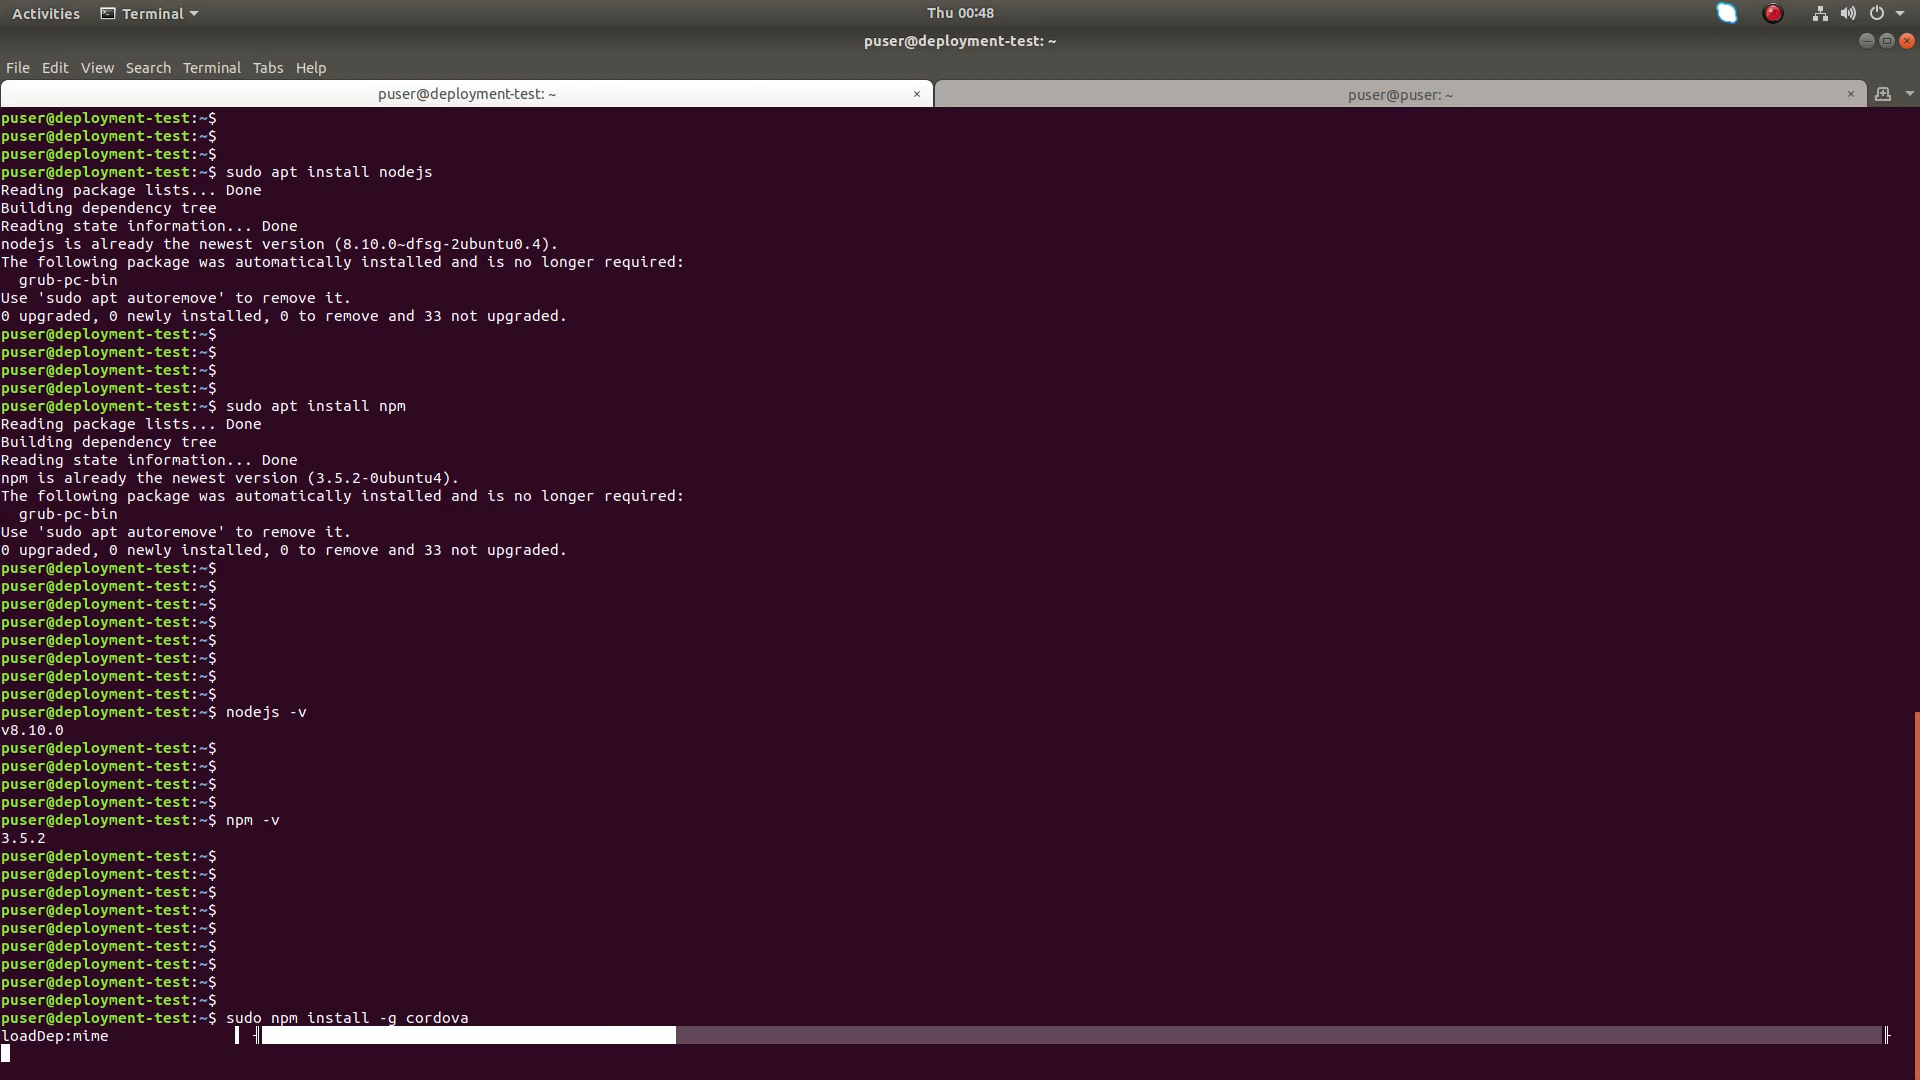 Activities Terminal Thu 00:48
puser@deployment-test: ~
File Edit View Search Terminal Tabs Help
puser@deployment-test: ~ × puser@puser: ~ ×
puser@deployment-test:~$
puser@deployment-test:~$
puser@deployment-test:~$
puser@deployment-test:~$ sudo apt install nodejs
Reading package lists... Done
Building dependency tree
Reading state information... Done
nodejs is already the newest version (8.10.0~dfsg-2ubuntu0.4).
The following package was automatically installed and is no longer required:
  grub-pc-bin
Use 'sudo apt autoremove' to remove it.
0 upgraded, 0 newly installed, 0 to remove and 33 not upgraded.
puser@deployment-test:~$
puser@deployment-test:~$
puser@deployment-test:~$
puser@deployment-test:~$
puser@deployment-test:~$ sudo apt install npm
Reading package lists... Done
Building dependency tree
Reading state information... Done
npm is already the newest version (3.5.2-0ubuntu4).
The following package was automatically installed and is no longer required:
  grub-pc-bin
Use 'sudo apt autoremove' to remove it.
0 upgraded, 0 newly installed, 0 to remove and 33 not upgraded.
puser@deployment-test:~$
puser@deployment-test:~$
puser@deployment-test:~$
puser@deployment-test:~$
puser@deployment-test:~$
puser@deployment-test:~$
puser@deployment-test:~$
puser@deployment-test:~$
puser@deployment-test:~$ nodejs -v
v8.10.0
puser@deployment-test:~$
puser@deployment-test:~$
puser@deployment-test:~$
puser@deployment-test:~$
puser@deployment-test:~$ npm -v
3.5.2
puser@deployment-test:~$
puser@deployment-test:~$
puser@deployment-test:~$
puser@deployment-test:~$
puser@deployment-test:~$
puser@deployment-test:~$
puser@deployment-test:~$
puser@deployment-test:~$
puser@deployment-test:~$
puser@deployment-test:~$ sudo npm install -g cordova
loadDep:mime